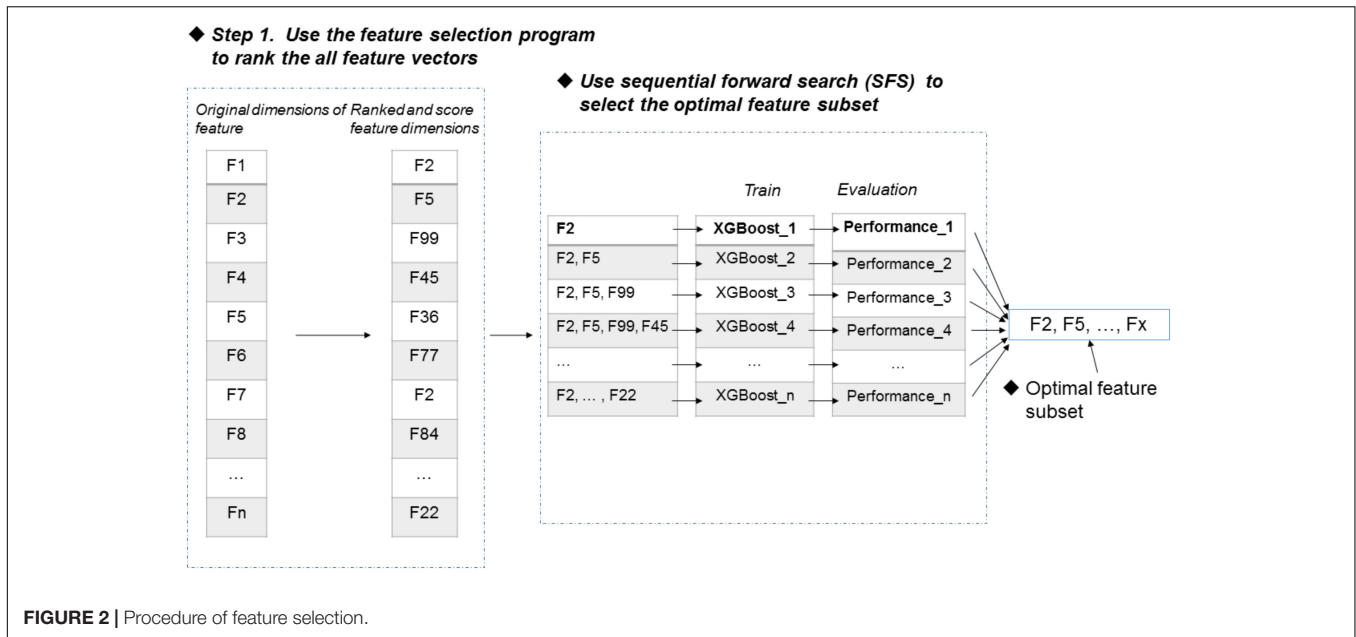 ◆ Step 1. Use the feature selection program
to rank the all feature vectors
Original dimensions of
feature
Ranked and score
feature dimensions
F1
F2
F3
F4
F5
F6
F7
F8
...
Fn
F2
F5
F99
F45
F36
F77
F2
F84
...
F22
◆ Use sequential forward search (SFS) to
select the optimal feature subset
Train
Evaluation
F2
XGBoost_1
Performance_1
F2, F5
XGBoost_2
Performance_2
F2, F5, F99
XGBoost_3
Performance_3
F2, F5, F99, F45
XGBoost_4
Performance_4
...
...
...
F2, ... , F22
XGBoost_n
Performance_n
F2, F5, ..., Fx
◆ Optimal feature
subset
FIGURE 2 | Procedure of feature selection.